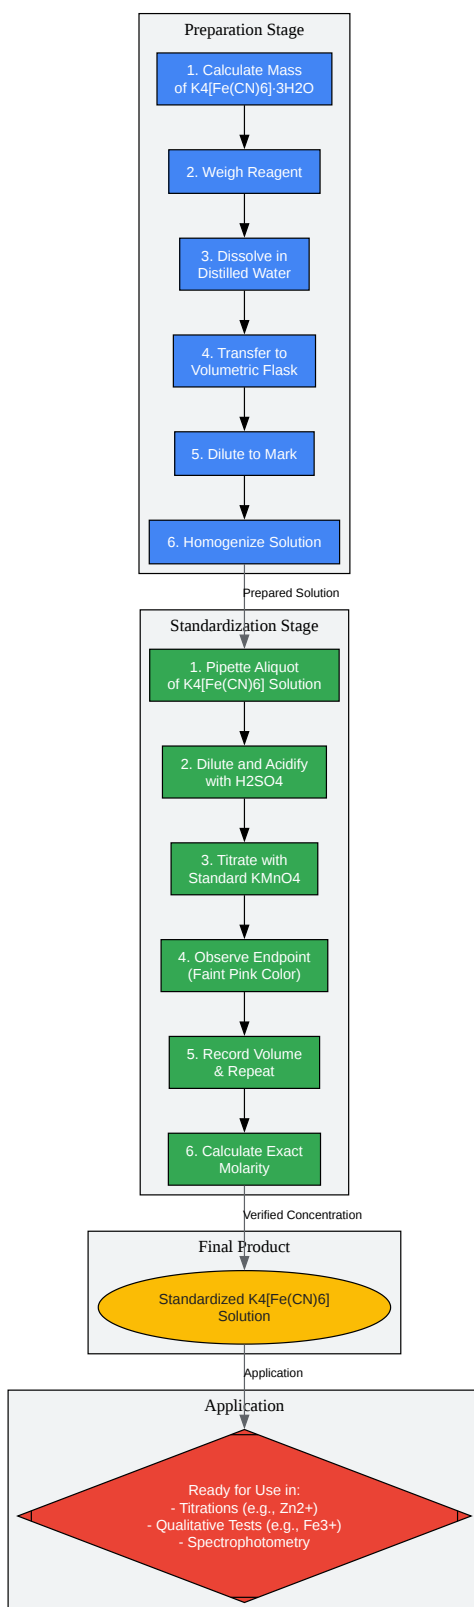 Preparation Stage
1. Calculate Mass
of K4[Fe(CN)6]·3H2O
2. Weigh Reagent
3. Dissolve in
Distilled Water
4. Transfer to
Volumetric Flask
5. Dilute to Mark
6. Homogenize Solution
Prepared Solution
Standardization Stage
1. Pipette Aliquot
of K4[Fe(CN)6] Solution
2. Dilute and Acidify
with H2SO4
3. Titrate with
Standard KMnO4
4. Observe Endpoint
(Faint Pink Color)
5. Record Volume
& Repeat
6. Calculate Exact
Molarity
Verified Concentration
Final Product
Standardized K4[Fe(CN)6]
Solution
Application
Application
Ready for Use in:
- Titrations (e.g., Zn2+)
- Qualitative Tests (e.g., Fe3+)
- Spectrophotometry